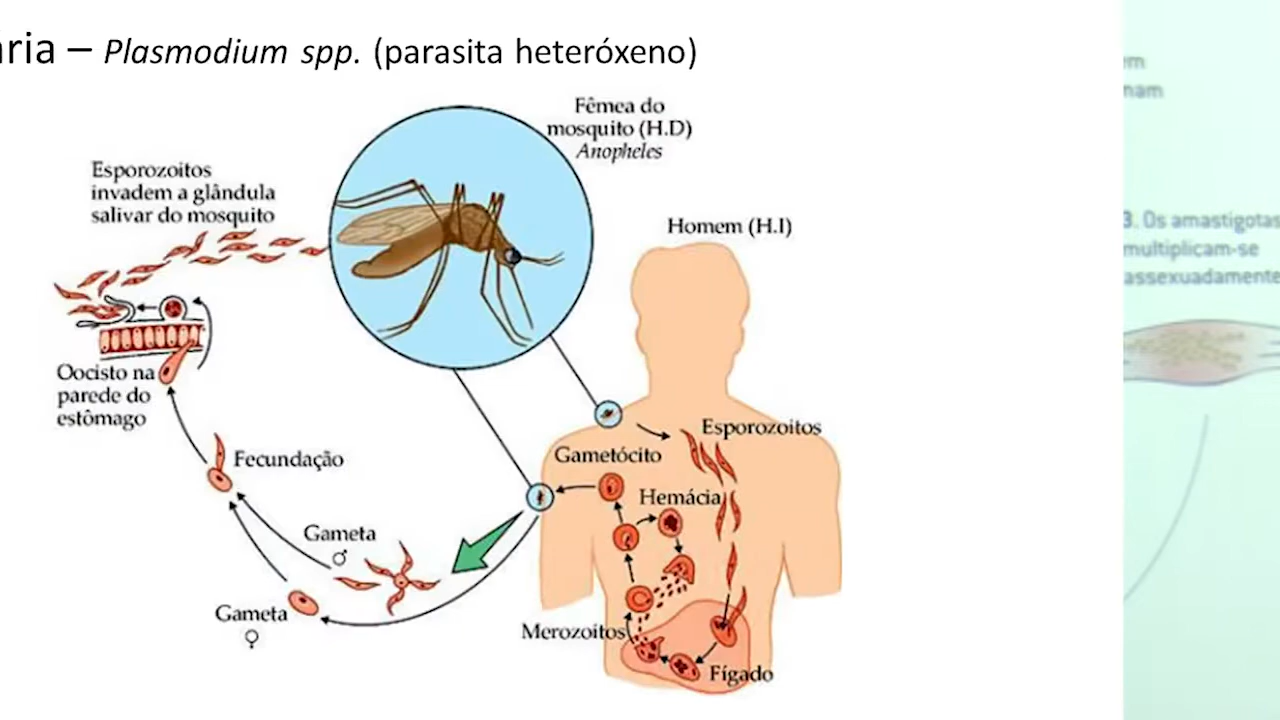 ria – Plasmodium spp. (parasita heteróxeno)
Fêmea do
mosquito (H.D)
Anopheles
Esporozoitos
invadem a glândula
salivar do mosquito
Homem (H.I)
Oocisto na
parede do
estômago
Esporozoitos
Gametócito
Fecundação
Hemácia
Gameta
♂
Gameta
♀
Merozoitos
Fígado
em
nam
3. Os amastigotas
multiplicam-se
assexuadamente